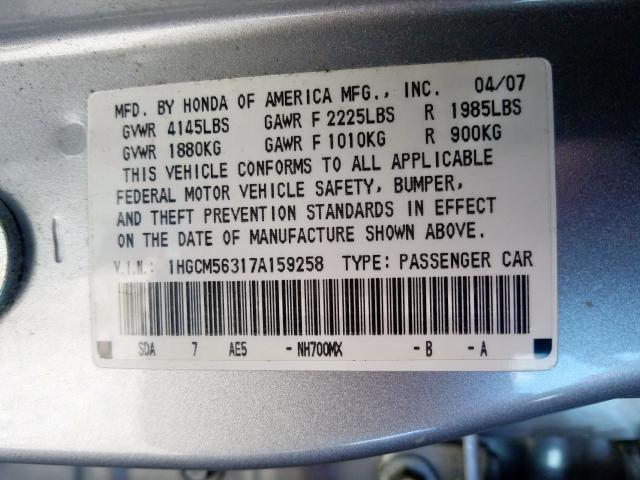 MFD. BY HONDA OF AMERICA MFG., INC. 04/07
GVWR 4145LBS GAWR F 2225LBS R 1985LBS
GVWR 1880KG GAWR F 1010KG R 900KG
THIS VEHICLE CONFORMS TO ALL APPLICABLE
FEDERAL MOTOR VEHICLE SAFETY, BUMPER,
AND THEFT PREVENTION STANDARDS IN EFFECT
ON THE DATE OF MANUFACTURE SHOWN ABOVE.
V.I.N.: 1HGCM56317A159258 TYPE: PASSENGER CAR
SDA 7 AE5 -NH700MX -B -A